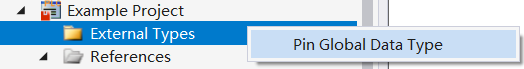 Example Project
External Types
Pin Global Data Type
References